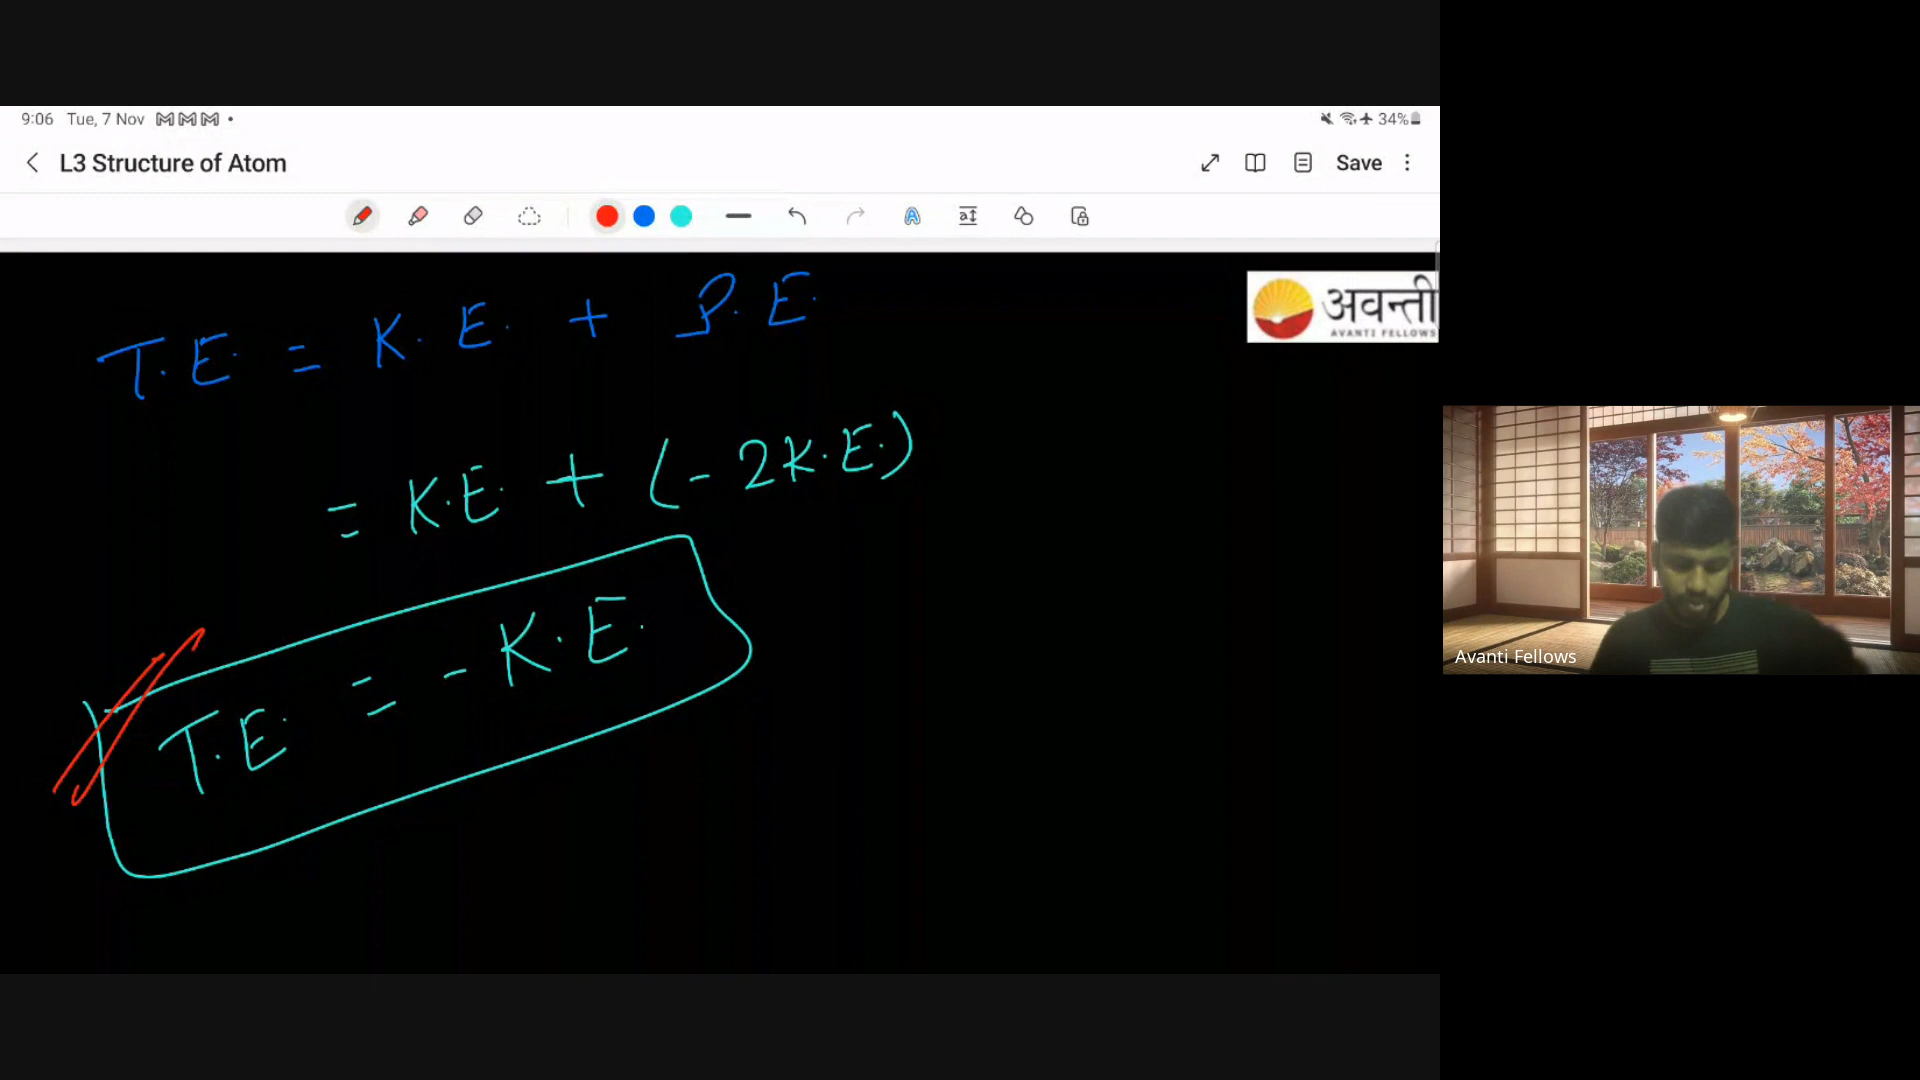 9:06 Tue, 7 Nov
34%
L3 Structure of Atom
Save
T.E. = K.E. + P.E.
अवन्ती
AVANTI FELLOWS
= K.E. + (-2K.E.)
T.E. = -K.E.
Avanti Fellows